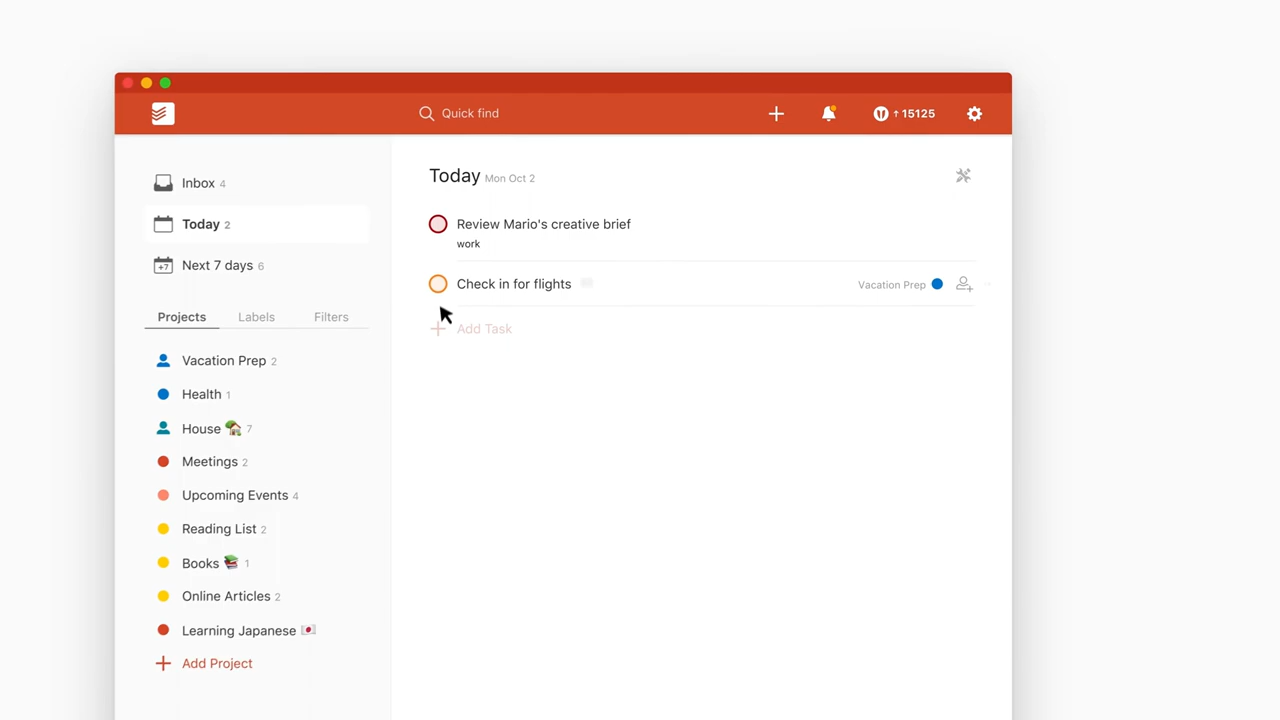 Quick find
15125
Inbox 4
Today 2
Next 7 days 6
+7
Projects Labels Filters
Vacation Prep 2
Health 1
House 7
Meetings 2
Upcoming Events 4
Reading List 2
Books 1
Online Articles 2
Learning Japanese
Add Project
Today Mon Oct 2
Review Mario's creative brief
work
Check in for flights Vacation Prep
Add Task